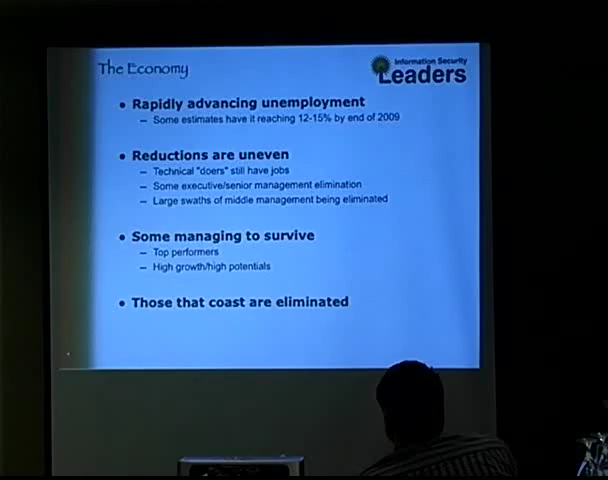 The Economy
Information Security
Leaders
• Rapidly advancing unemployment
– Some estimates have it reaching 12-15% by end of 2009
• Reductions are uneven
– Technical "doers" still have jobs
– Some executive/senior management elimination
– Large swaths of middle management being eliminated
• Some managing to survive
– Top performers
– High growth/high potentials
• Those that coast are eliminated